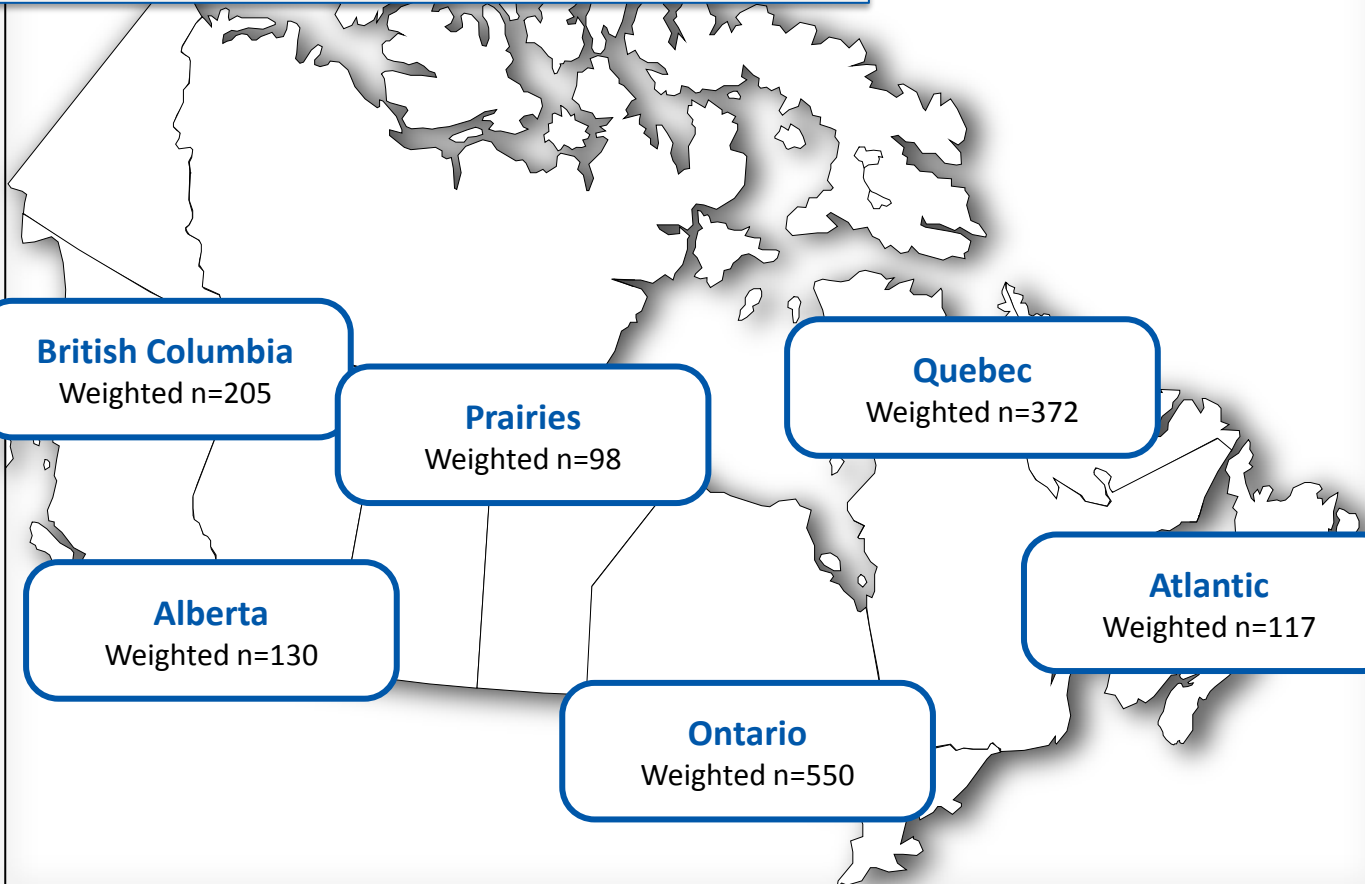 British Columbia
Weighted n=205
Prairies
Weighted n=98
Quebec
Weighted n=372
Alberta
Weighted n=130
Atlantic
Weighted n=117
Ontario
Weighted n=550